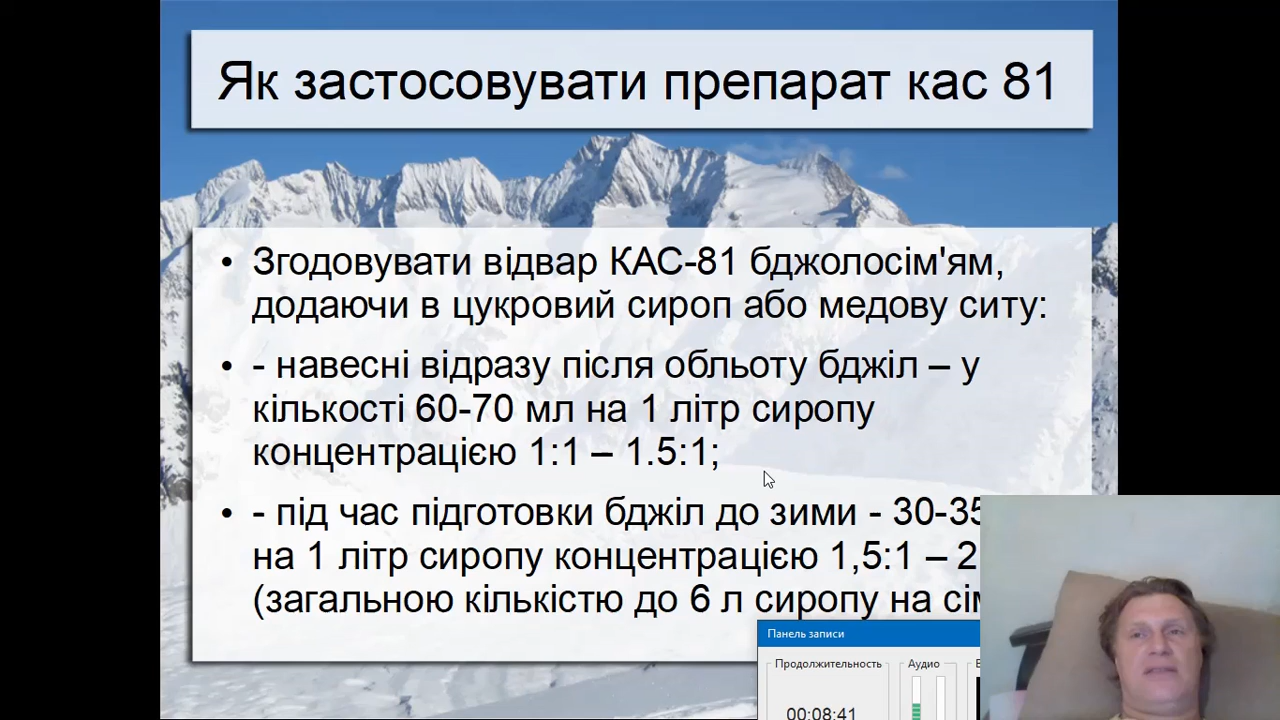 Як застосовувати препарат кас 81
• Згодовувати відвар КАС-81 бджолосім'ям,
додаючи в цукровий сироп або медову ситу:
• - навесні відразу після обльоту бджіл – у
кількості 60-70 мл на 1 літр сиропу
концентрацією 1:1 – 1.5:1;
• - під час підготовки бджіл до зими - 30-35
на 1 літр сиропу концентрацією 1,5:1 – 2
(загальною кількістю до 6 л сиропу на
Панель записи
Продолжительность
Аудио
00:08:41